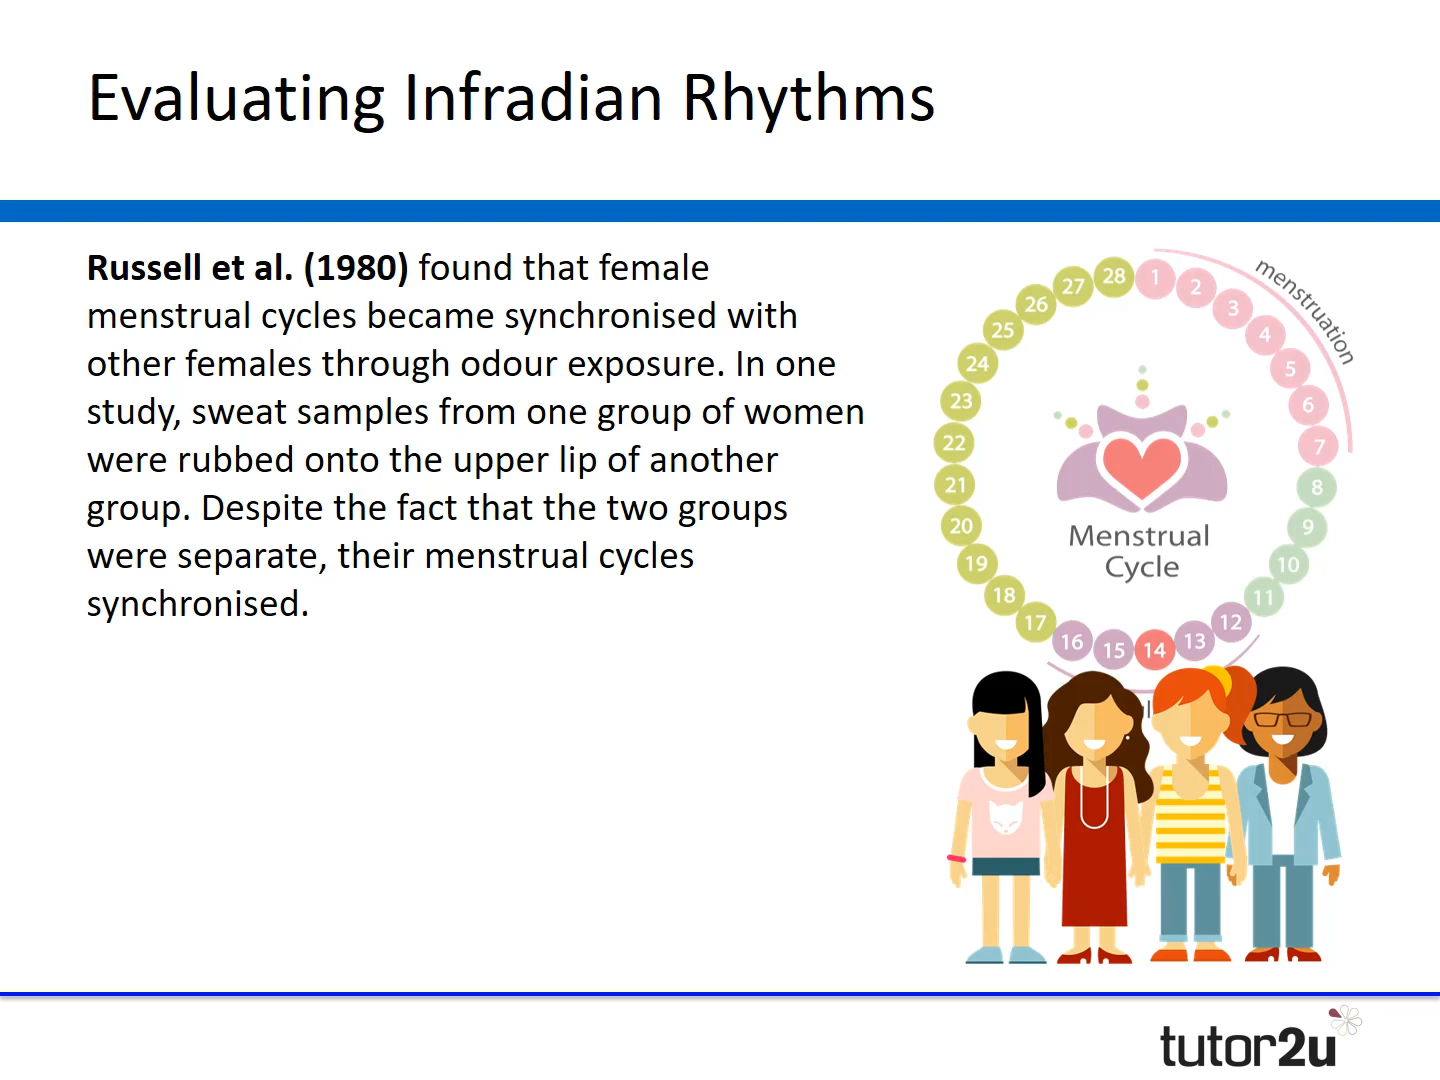 Evaluating Infradian Rhythms
Russell et al. (1980) found that female
menstrual cycles became synchronised with
other females through odour exposure. In one
study, sweat samples from one group of women
were rubbed onto the upper lip of another
group. Despite the fact that the two groups
were separate, their menstrual cycles
synchronised.
menstruation
1
2
3
4
5
6
7
8
9
10
11
12
13
14
15
16
17
18
19
20
21
22
23
24
25
26
27
28
Menstrual
Cycle
tutor2u